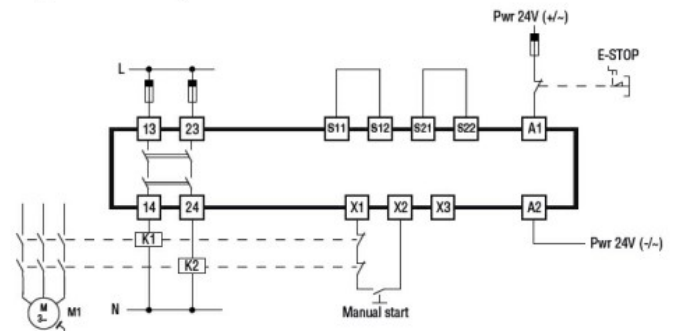 Pwr 24V (+/~)
E-STOP
L
13 23 S11 S12 S21 S22 A1
14 24 X1 X2 X3 A2
K1
Pwr 24V (-/~)
K2
M
3~
M1
N
Manual start